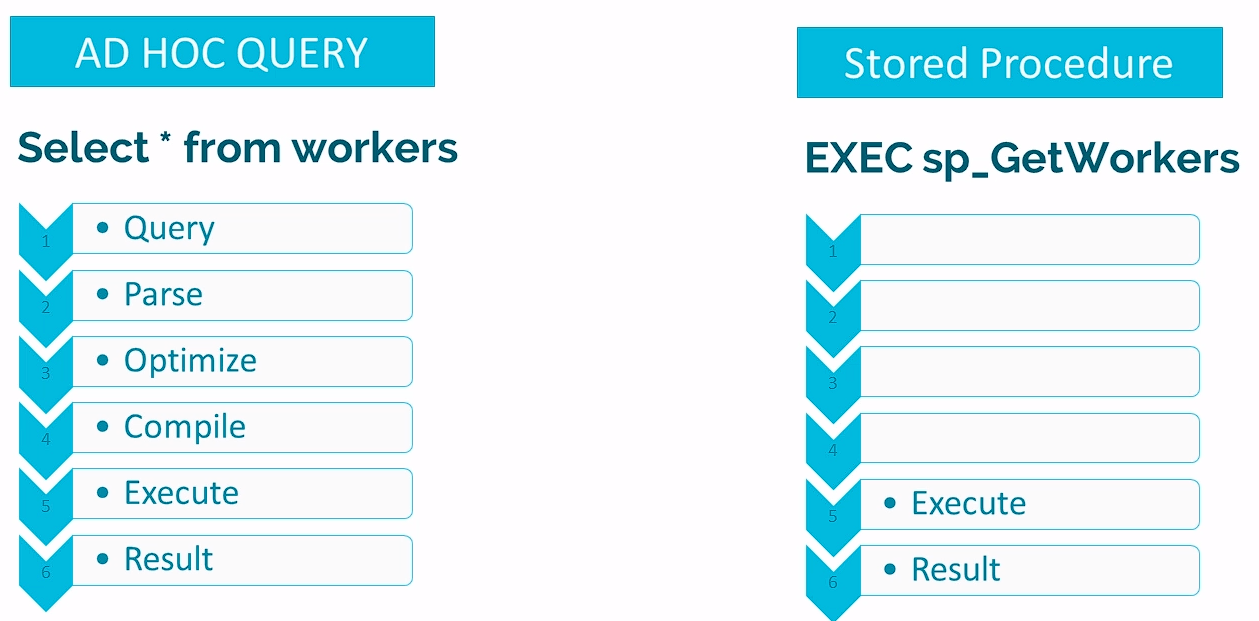 AD HOC QUERY
Select * from workers
1
• Query
2
• Parse
3
• Optimize
4
• Compile
5
• Execute
6
• Result
Stored Procedure
EXEC sp_GetWorkers
1
2
3
4
5
• Execute
6
• Result